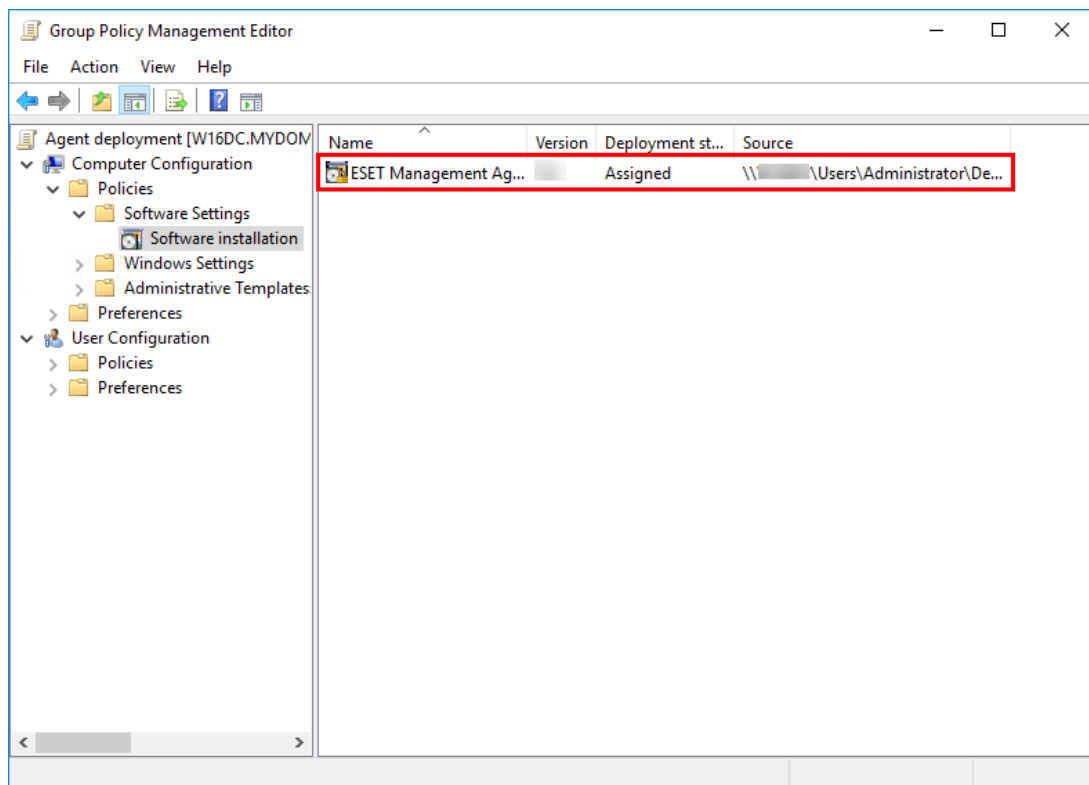 Group Policy Management Editor
File Action View Help
Agent deployment [W16DC.MYDOM
Computer Configuration
Policies
Software Settings
Software installation
Windows Settings
Administrative Templates
Preferences
User Configuration
Policies
Preferences
Name Version Deployment st... Source
ESET Management Ag... Assigned \\ \Users\Administrator\De...